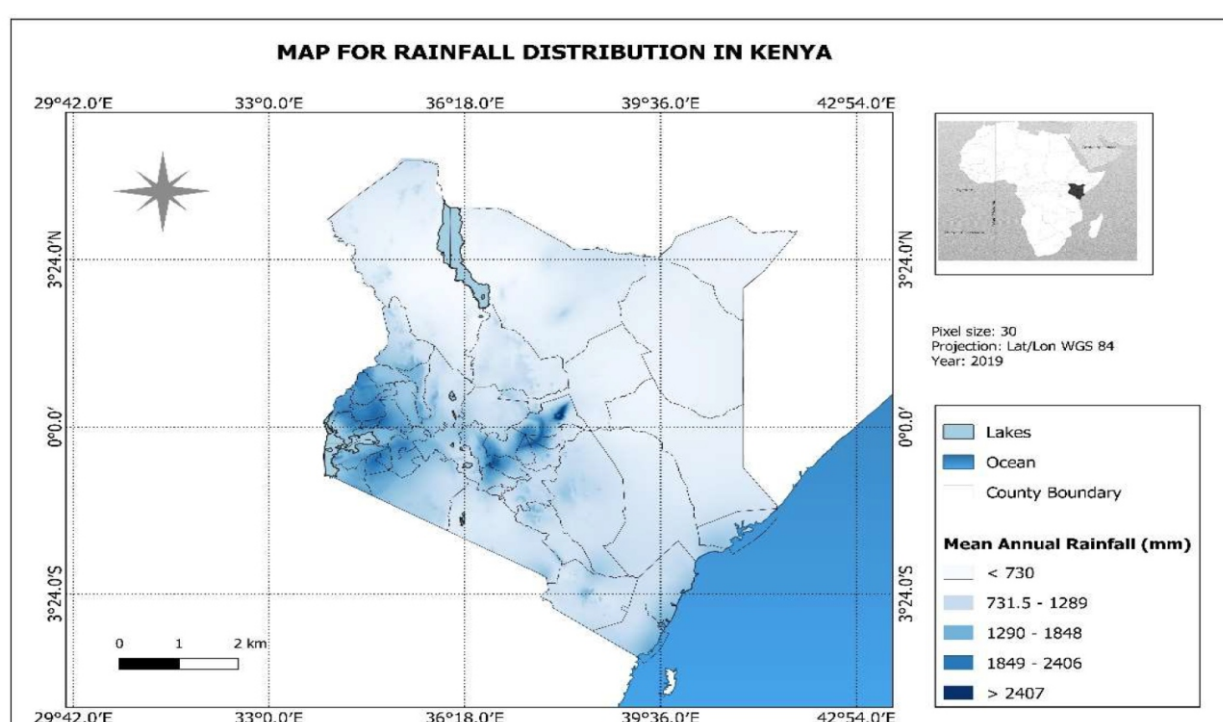 MAP FOR RAINFALL DISTRIBUTION IN KENYA
29°42.0'E 33°0.0'E 36°18.0'E 39°36.0'E 42°54.0'E
3°24.0'N 3°24.0'N
0°0.0' 0°0.0'
3°24.0'S 3°24.0'S
0 1 2 km
29°42.0'E 33°0.0'E 36°18.0'E 39°36.0'E 42°54.0'E
Pixel size: 30
Projection: Lat/Lon WGS 84
Year: 2019
Lakes
Ocean
County Boundary
Mean Annual Rainfall (mm)
< 730
731.5 - 1289
1290 - 1848
1849 - 2406
> 2407